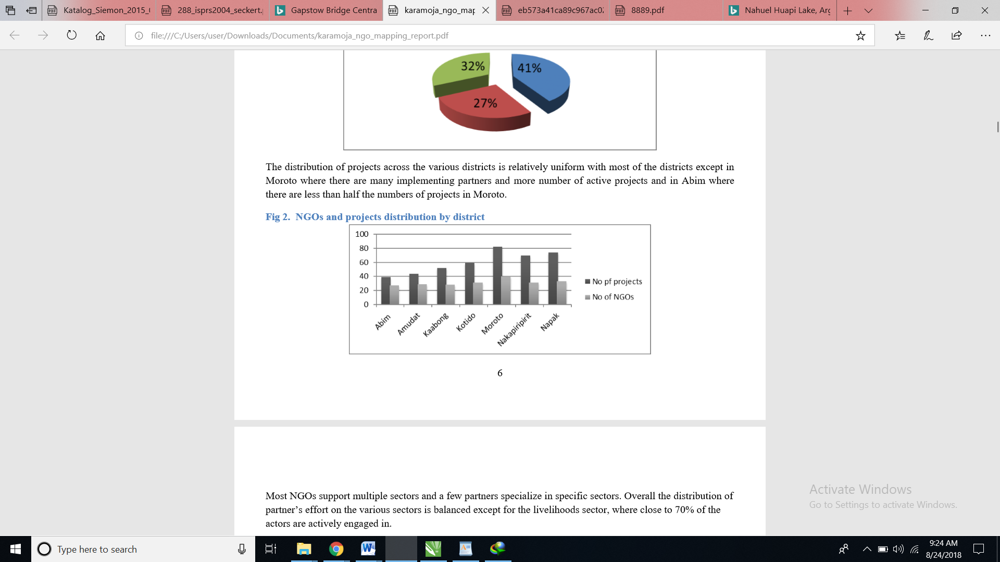 Katalog_Siemon_2015_(
288_isprs2004_seckert.
Gapstow Bridge Centra
karamoja_ngo_map
eb573a41ca89c967ac0
8889.pdf
Nahuel Huapi Lake, Arg
file:///C:/Users/user/Downloads/Documents/karamoja_ngo_mapping_report.pdf
32%
41%
27%
The distribution of projects across the various districts is relatively uniform with most of the districts except in
Moroto where there are many implementing partners and more number of active projects and in Abim where
there are less than half the numbers of projects in Moroto.
Fig 2. NGOs and projects distribution by district
100
80
60
40
20
0
Abim
Amudat
Kaabong
Kotido
Moroto
Nakapiripirit
Napak
No pf projects
No of NGOs
6
Most NGOs support multiple sectors and a few partners specialize in specific sectors. Overall the distribution of
partner’s effort on the various sectors is balanced except for the livelihoods sector, where close to 70% of the
actors are actively engaged in.
Activate Windows
Go to Settings to activate Windows.
Type here to search
9:24 AM
8/24/2018